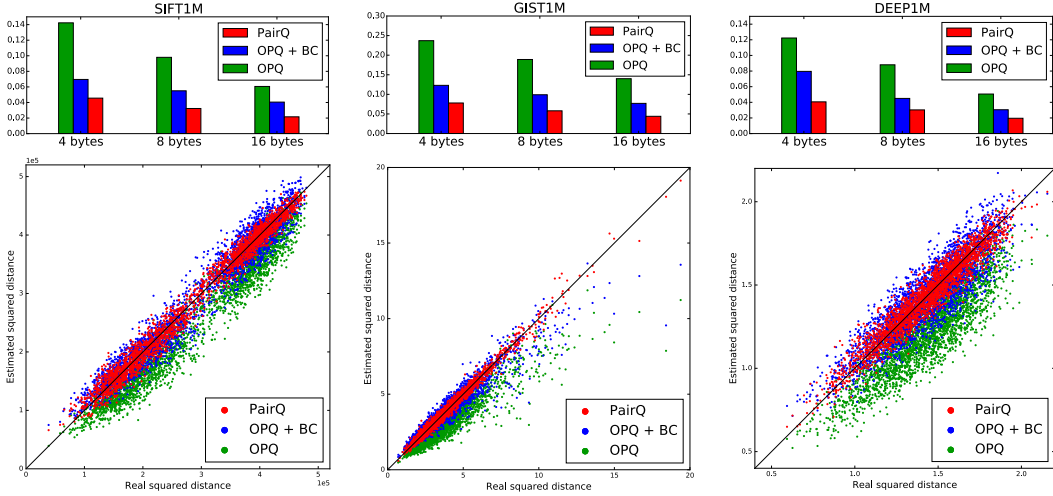 SIFT1M
0.14
0.12
0.10
0.08
0.06
0.04
0.02
0.00
PairQ
OPQ + BC
OPQ
4 bytes
8 bytes
16 bytes
GIST1M
0.30
0.25
0.20
0.15
0.10
0.05
0.00
PairQ
OPQ + BC
OPQ
4 bytes
8 bytes
16 bytes
DEEP1M
0.14
0.12
0.10
0.08
0.06
0.04
0.02
0.00
PairQ
OPQ + BC
OPQ
4 bytes
8 bytes
16 bytes
1e5
5
4
3
2
1
0
Estimated squared distance
PairQ
OPQ + BC
OPQ
0 1 2 3 4 5
1e5
Real squared distance
20
15
10
5
0
Estimated squared distance
PairQ
OPQ + BC
OPQ
0 5 10 15 20
Real squared distance
2.0
1.5
1.0
0.5
Estimated squared distance
PairQ
OPQ + BC
OPQ
0.5 1.0 1.5 2.0
Real squared distance